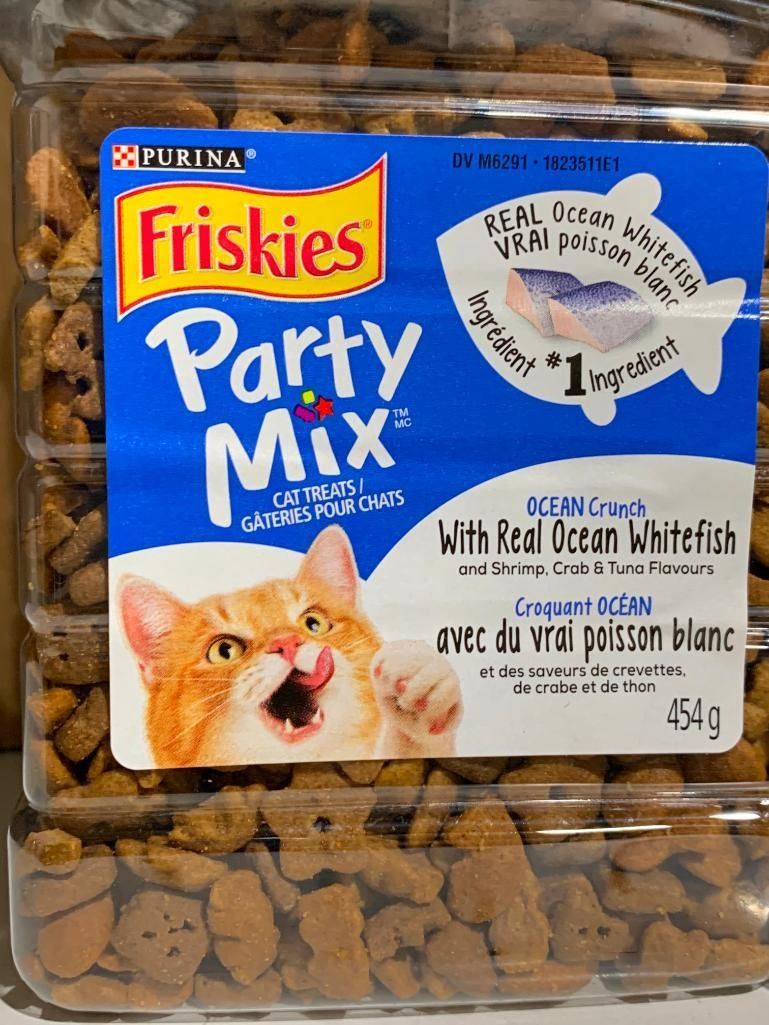 PURINA®
Friskies®
Party
Mix™ MC
CAT TREATS /
GÂTERIES POUR CHATS
DV M6291 • 1823511E1
REAL Ocean Whitefish
VRAI poisson blanc
Ingrédient #1 Ingredient
OCEAN Crunch
With Real Ocean Whitefish
and Shrimp, Crab & Tuna Flavours
Croquant OCÉAN
avec du vrai poisson blanc
et des saveurs de crevettes,
de crabe et de thon
454 g